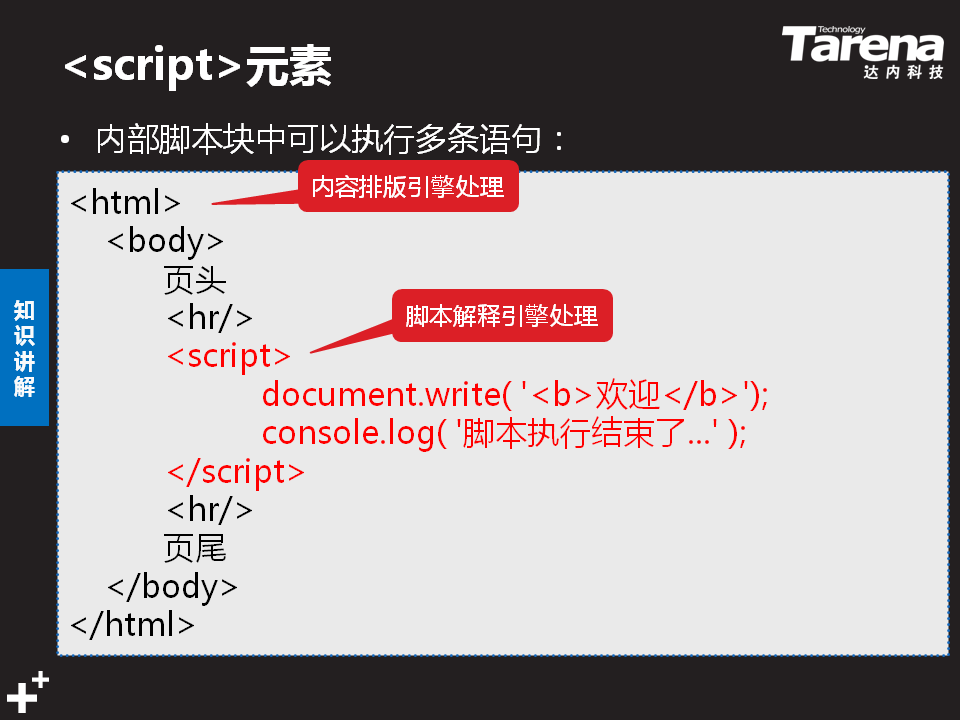 <script>元素
Technology
Tarena
达内科技
• 内部脚本块中可以执行多条语句：
内容排版引擎处理
<html>
<body>
页头
<hr/>
脚本解释引擎处理
<script>
document.write( '<b>欢迎</b>');
console.log( '脚本执行结束了...' );
</script>
<hr/>
页尾
</body>
</html>
知识讲解